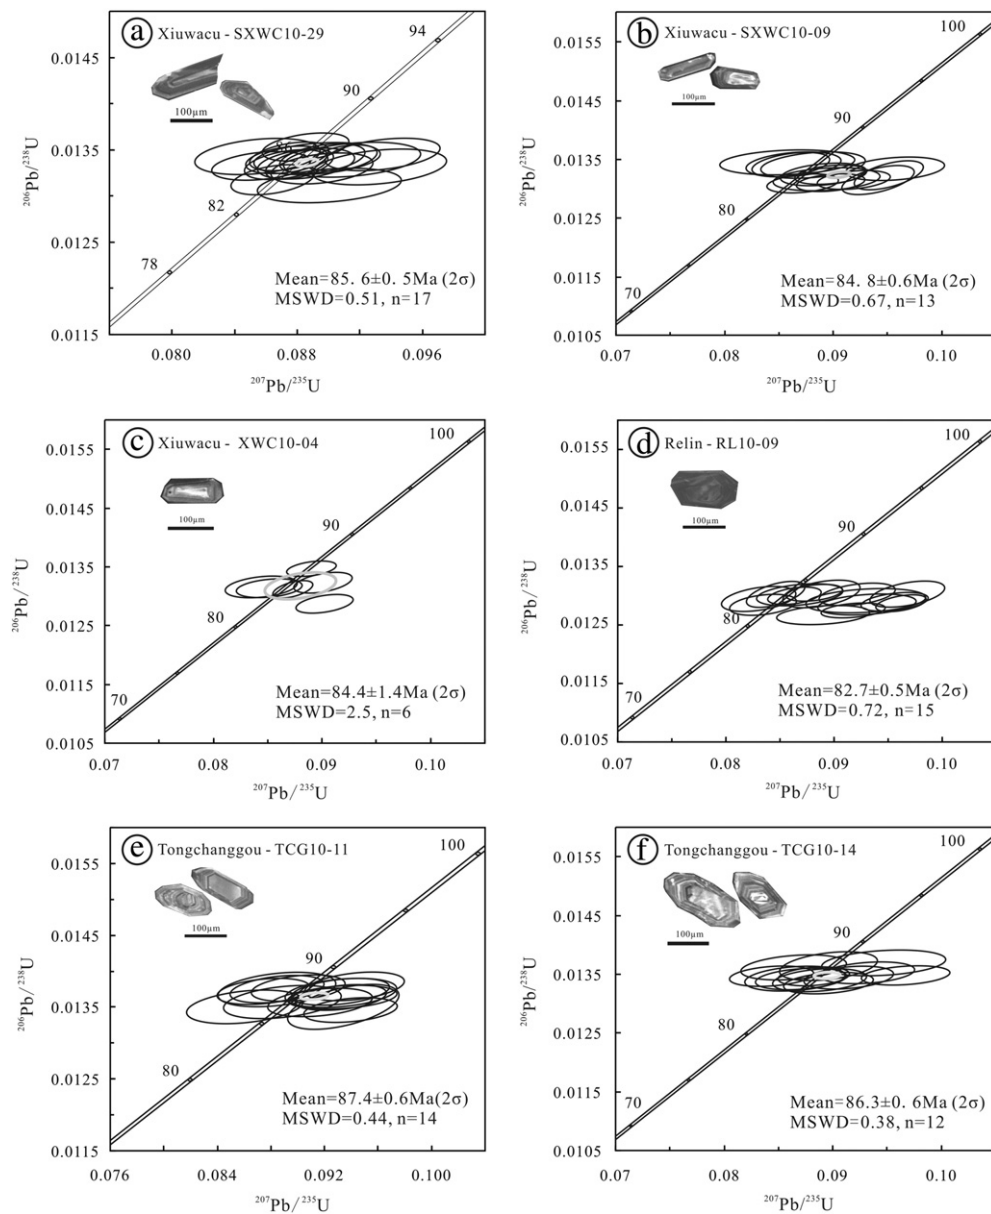 a Xiuwacu - SXWC10-29
100μm
94
90
82
78
0.0145
0.0135
0.0125
0.0115
206Pb/238U
Mean=85. 6±0. 5Ma (2σ)
MSWD=0.51, n=17
0.080 0.088 0.096
207Pb/235U
b Xiuwacu - SXWC10-09
100μm
100
90
80
70
0.0155
0.0145
0.0135
0.0125
0.0115
0.0105
206Pb/238U
Mean=84. 8±0.6Ma (2σ)
MSWD=0.67, n=13
0.07 0.08 0.09 0.10
207Pb/235U
c Xiuwacu - XWC10-04
100μm
100
90
80
70
0.0155
0.0145
0.0135
0.0125
0.0115
0.0105
206Pb/238U
Mean=84.4±1.4Ma (2σ)
MSWD=2.5, n=6
0.07 0.08 0.09 0.10
207Pb/235U
d Relin - RL10-09
100μm
100
90
80
70
0.0155
0.0145
0.0135
0.0125
0.0115
0.0105
206Pb/238U
Mean=82.7±0.5Ma (2σ)
MSWD=0.72, n=15
0.07 0.08 0.09 0.10
207Pb/235U
e Tongchanggou - TCG10-11
100μm
100
90
80
0.0155
0.0145
0.0135
0.0125
0.0115
206Pb/238U
Mean=87.4±0.6Ma(2σ)
MSWD=0.44, n=14
0.076 0.084 0.092 0.100
207Pb/235U
f Tongchanggou - TCG10-14
100μm
100
90
80
70
0.0155
0.0145
0.0135
0.0125
0.0115
0.0105
206Pb/238U
Mean=86.3±0. 6Ma (2σ)
MSWD=0.38, n=12
0.07 0.08 0.09 0.10
207Pb/235U